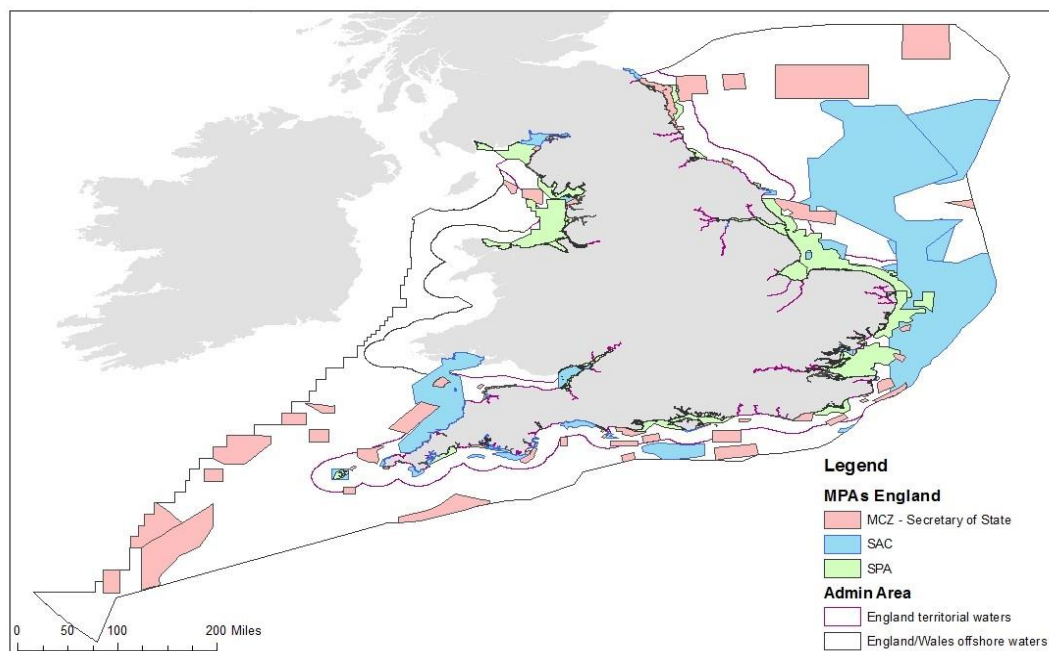 Legend
MPAs England
MCZ - Secretary of State
SAC
SPA
Admin Area
England territorial waters
England/Wales offshore waters
0 50 100 200 Miles